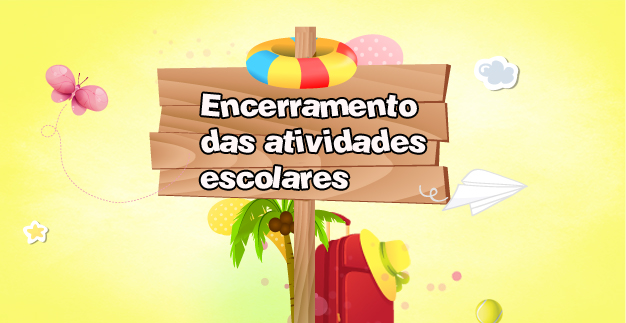 Encerramento
das atividades
escolares